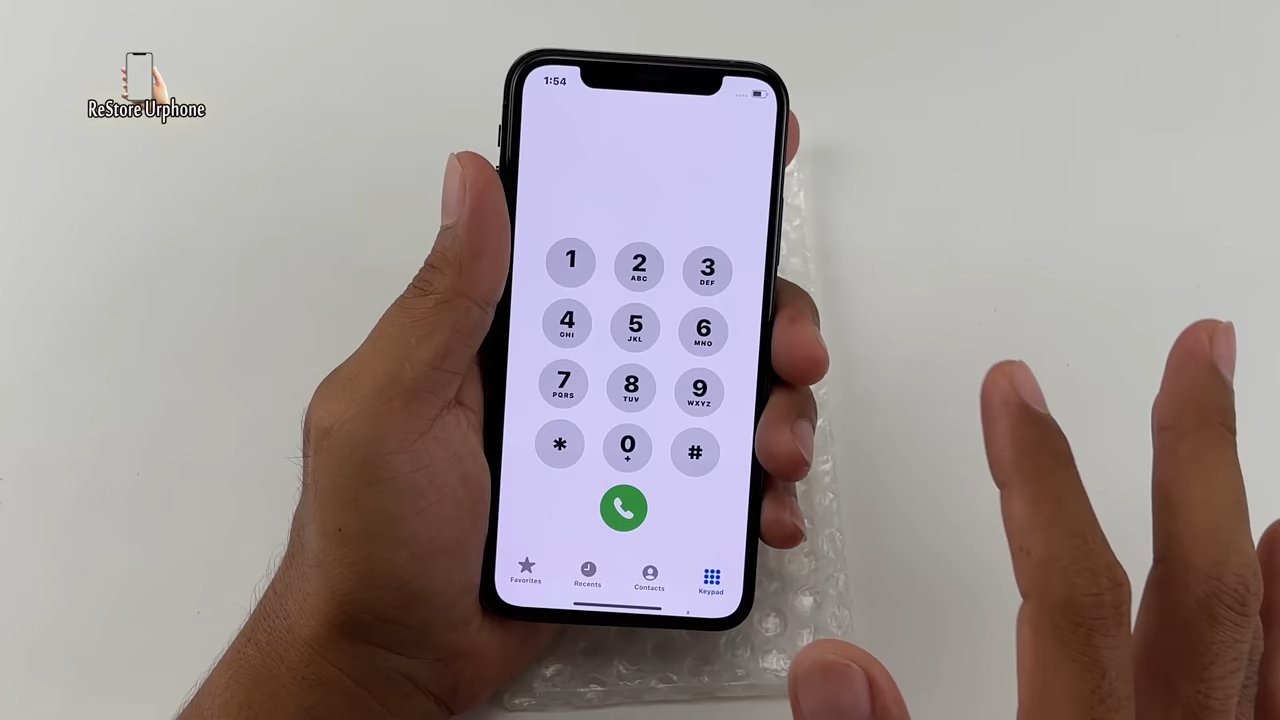 1:54
ReStore Urphone
1
2
ABC
3
DEF
4
GHI
5
JKL
6
MNO
7
PQRS
8
TUV
9
WXYZ
*
0
+
#
Favorites
Recents
Contacts
Keypad